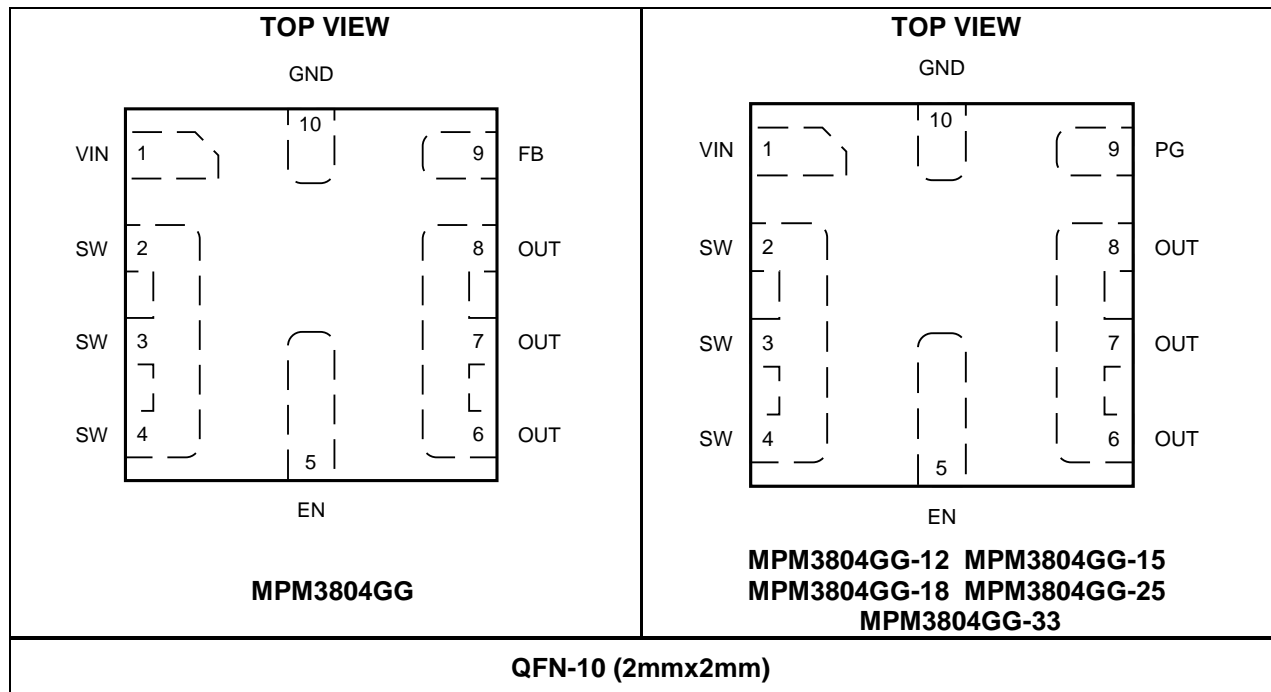 TOP VIEW
GND
VIN 1 10 9 FB
SW 2 8 OUT
SW 3 7 OUT
SW 4 6 OUT
5
EN
MPM3804GG
TOP VIEW
GND
VIN 1 10 9 PG
SW 2 8 OUT
SW 3 7 OUT
SW 4 6 OUT
5
EN
MPM3804GG-12 MPM3804GG-15
MPM3804GG-18 MPM3804GG-25
MPM3804GG-33
QFN-10 (2mmx2mm)